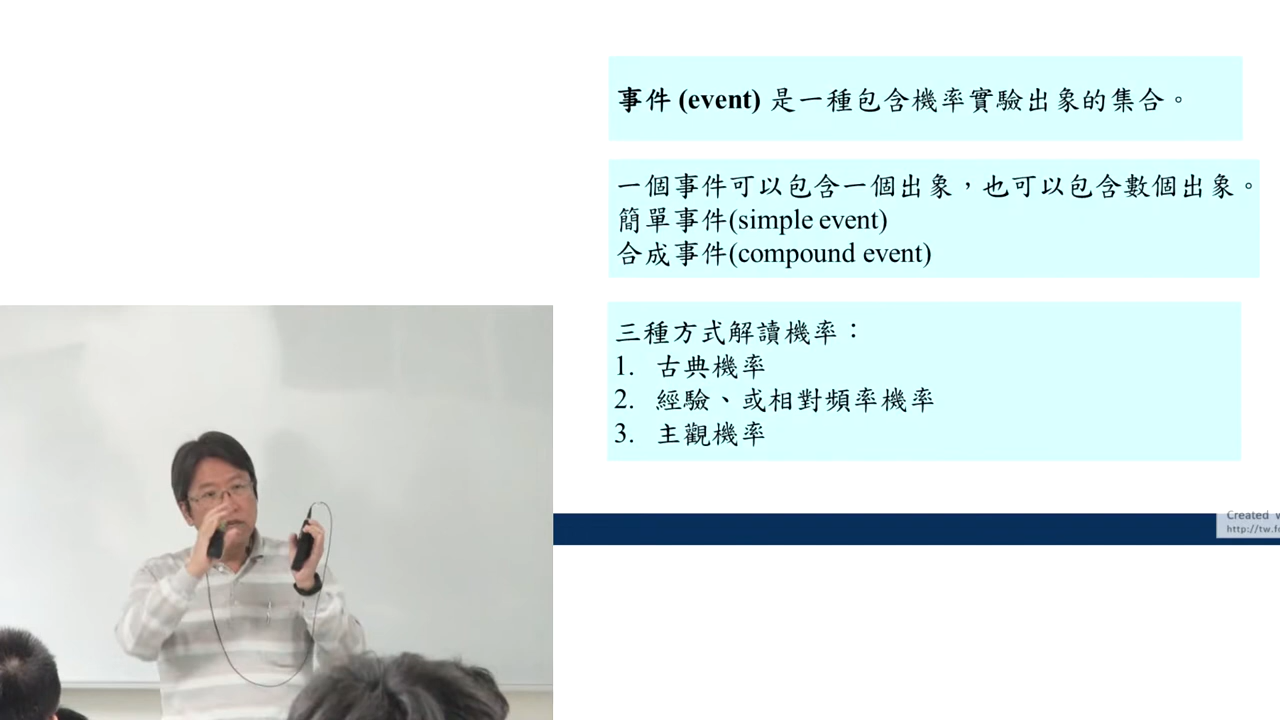 事件 (event) 是一種包含機率實驗出象的集合。
一個事件可以包含一個出象，也可以包含數個出象。
簡單事件(simple event)
合成事件(compound event)
三種方式解讀機率：
1. 古典機率
2. 經驗、或相對頻率機率
3. 主觀機率
Created
http://tw.fo